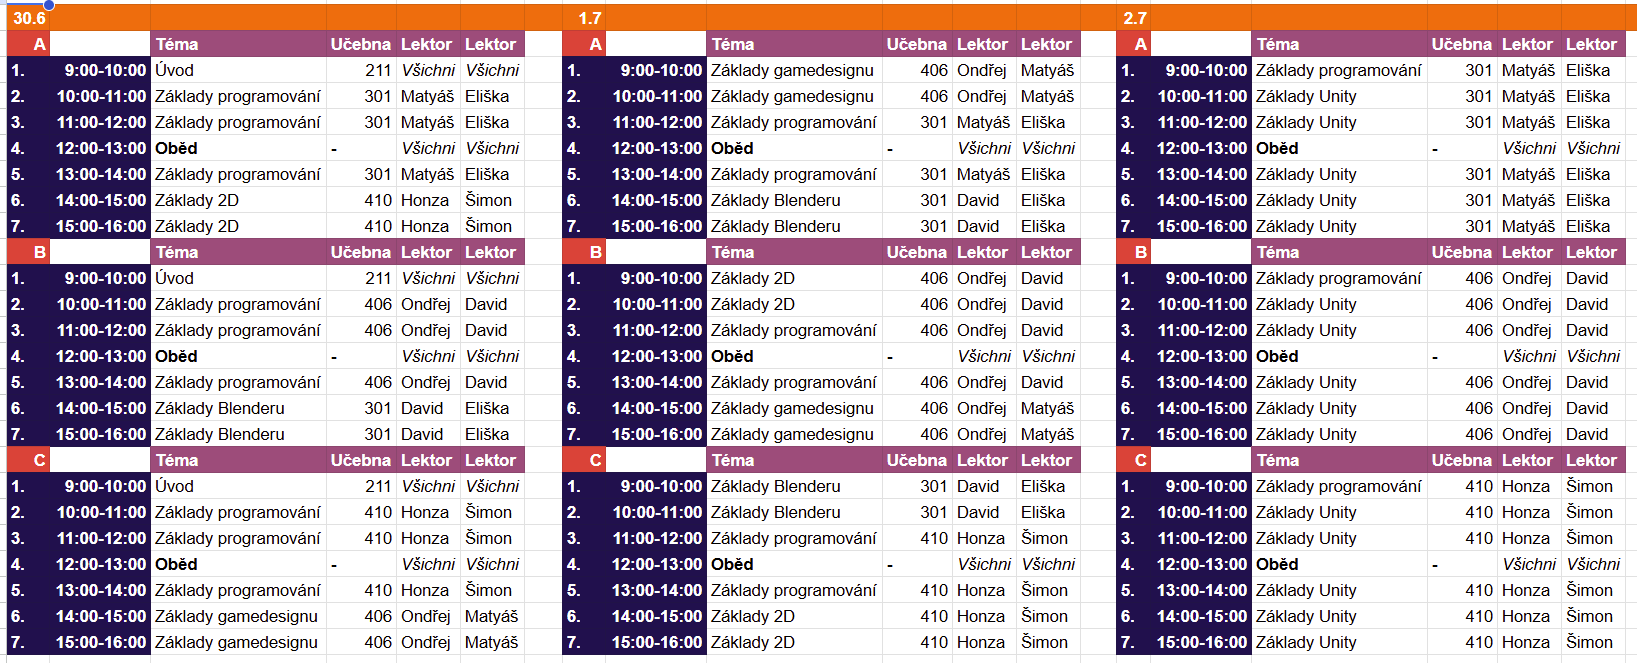 30.6 1.7 2.7
A Téma Učebna Lektor Lektor A Téma Učebna Lektor Lektor A Téma Učebna Lektor Lektor
1. 9:00-10:00 Úvod 211 Všichni Všichni 1. 9:00-10:00 Základy gamedesignu 406 Ondřej Matyáš 1. 9:00-10:00 Základy programování 301 Matyáš Eliška
2. 10:00-11:00 Základy programování 301 Matyáš Eliška 2. 10:00-11:00 Základy gamedesignu 406 Ondřej Matyáš 2. 10:00-11:00 Základy Unity 301 Matyáš Eliška
3. 11:00-12:00 Základy programování 301 Matyáš Eliška 3. 11:00-12:00 Základy programování 301 Matyáš Eliška 3. 11:00-12:00 Základy Unity 301 Matyáš Eliška
4. 12:00-13:00 Oběd - Všichni Všichni 4. 12:00-13:00 Oběd - Všichni Všichni 4. 12:00-13:00 Oběd - Všichni Všichni
5. 13:00-14:00 Základy programování 301 Matyáš Eliška 5. 13:00-14:00 Základy programování 301 Matyáš Eliška 5. 13:00-14:00 Základy Unity 301 Matyáš Eliška
6. 14:00-15:00 Základy 2D 410 Honza Šimon 6. 14:00-15:00 Základy Blenderu 301 David Eliška 6. 14:00-15:00 Základy Unity 301 Matyáš Eliška
7. 15:00-16:00 Základy 2D 410 Honza Šimon 7. 15:00-16:00 Základy Blenderu 301 David Eliška 7. 15:00-16:00 Základy Unity 301 Matyáš Eliška
B Téma Učebna Lektor Lektor B Téma Učebna Lektor Lektor B Téma Učebna Lektor Lektor
1. 9:00-10:00 Úvod 211 Všichni Všichni 1. 9:00-10:00 Základy 2D 406 Ondřej David 1. 9:00-10:00 Základy programování 406 Ondřej David
2. 10:00-11:00 Základy programování 406 Ondřej David 2. 10:00-11:00 Základy 2D 406 Ondřej David 2. 10:00-11:00 Základy Unity 406 Ondřej David
3. 11:00-12:00 Základy programování 406 Ondřej David 3. 11:00-12:00 Základy programování 406 Ondřej David 3. 11:00-12:00 Základy Unity 406 Ondřej David
4. 12:00-13:00 Oběd - Všichni Všichni 4. 12:00-13:00 Oběd - Všichni Všichni 4. 12:00-13:00 Oběd - Všichni Všichni
5. 13:00-14:00 Základy programování 406 Ondřej David 5. 13:00-14:00 Základy programování 406 Ondřej David 5. 13:00-14:00 Základy Unity 406 Ondřej David
6. 14:00-15:00 Základy Blenderu 301 David Eliška 6. 14:00-15:00 Základy gamedesignu 406 Ondřej Matyáš 6. 14:00-15:00 Základy Unity 406 Ondřej David
7. 15:00-16:00 Základy Blenderu 301 David Eliška 7. 15:00-16:00 Základy gamedesignu 406 Ondřej Matyáš 7. 15:00-16:00 Základy Unity 406 Ondřej David
C Téma Učebna Lektor Lektor C Téma Učebna Lektor Lektor C Téma Učebna Lektor Lektor
1. 9:00-10:00 Úvod 211 Všichni Všichni 1. 9:00-10:00 Základy Blenderu 301 David Eliška 1. 9:00-10:00 Základy programování 410 Honza Šimon
2. 10:00-11:00 Základy programování 410 Honza Šimon 2. 10:00-11:00 Základy Blenderu 301 David Eliška 2. 10:00-11:00 Základy Unity 410 Honza Šimon
3. 11:00-12:00 Základy programování 410 Honza Šimon 3. 11:00-12:00 Základy programování 410 Honza Šimon 3. 11:00-12:00 Základy Unity 410 Honza Šimon
4. 12:00-13:00 Oběd - Všichni Všichni 4. 12:00-13:00 Oběd - Všichni Všichni 4. 12:00-13:00 Oběd - Všichni Všichni
5. 13:00-14:00 Základy programování 410 Honza Šimon 5. 13:00-14:00 Základy programování 410 Honza Šimon 5. 13:00-14:00 Základy Unity 410 Honza Šimon
6. 14:00-15:00 Základy gamedesignu 406 Ondřej Matyáš 6. 14:00-15:00 Základy 2D 410 Honza Šimon 6. 14:00-15:00 Základy Unity 410 Honza Šimon
7. 15:00-16:00 Základy gamedesignu 406 Ondřej Matyáš 7. 15:00-16:00 Základy 2D 410 Honza Šimon 7. 15:00-16:00 Základy Unity 410 Honza Šimon